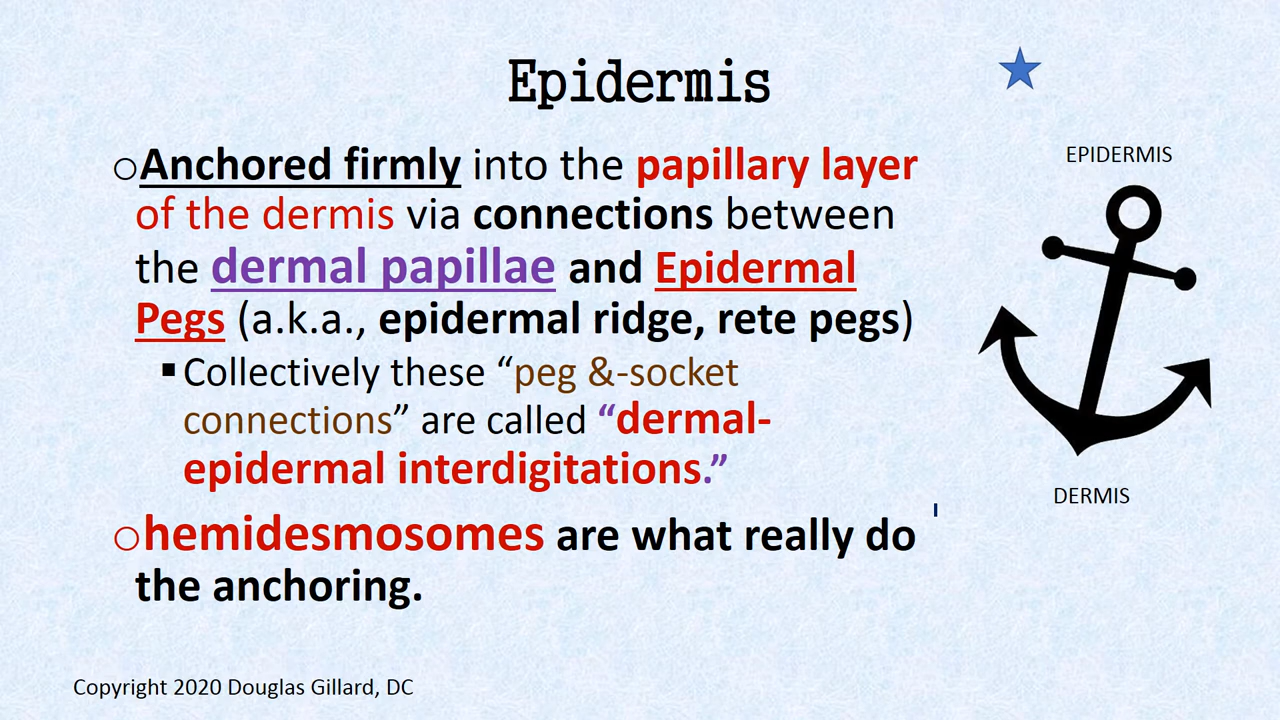 Epidermis
○Anchored firmly into the papillary layer
of the dermis via connections between
the dermal papillae and Epidermal
Pegs (a.k.a., epidermal ridge, rete pegs)
▪Collectively these “peg &-socket
connections” are called “dermal-
epidermal interdigitations.”
○hemidesmosomes are what really do
the anchoring.
EPIDERMIS
DERMIS
Copyright 2020 Douglas Gillard, DC